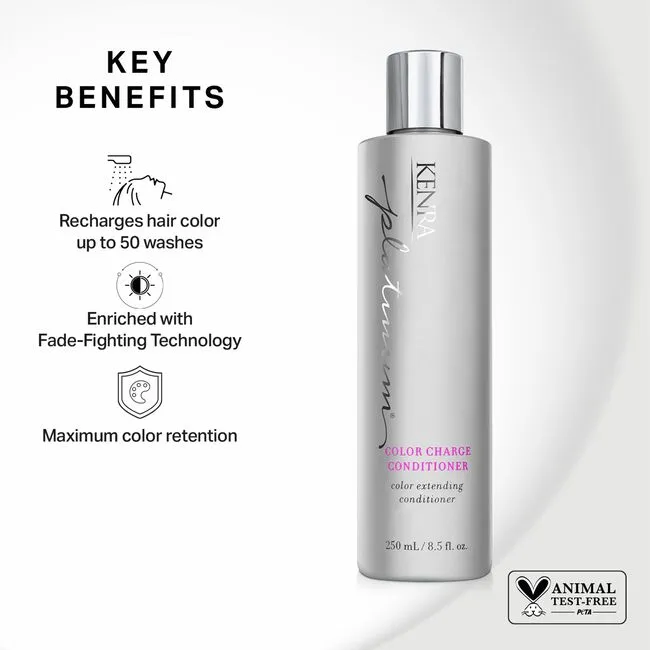 KEY
BENEFITS
Recharges hair color
up to 50 washes
Enriched with
Fade-Fighting Technology
Maximum color retention
KENRA
platinum®
COLOR CHARGE
CONDITIONER
color extending
conditioner
250 mL / 8.5 fl. oz.
ANIMAL
TEST-FREE
PeTA